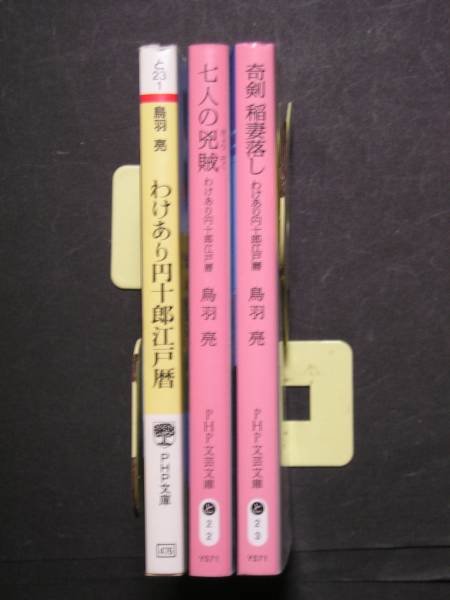 と
23
1
鳥羽 亮
わけあり円十郎江戸暦
PHP文庫
七人の兇賊
わけあり円十郎江戸暦
鳥羽 亮
PHP文芸文庫
と
2
2
YS71
奇剣 稲妻落し
わけあり円十郎江戸暦
鳥羽 亮
PHP文芸文庫
と
2
3
YS71